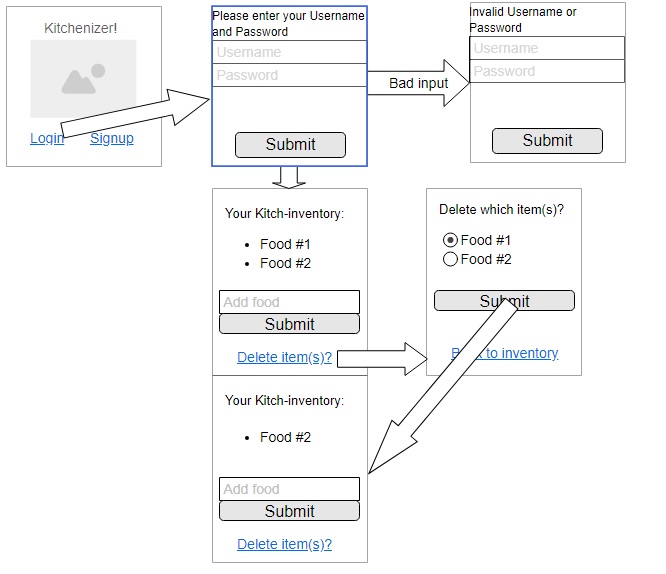 Kitchenizer!
Login
Signup
Please enter your Username
and Password
Username
Password
Submit
Bad input
Invalid Username or
Password
Username
Password
Submit
Your Kitch-inventory:
Food #1
Food #2
Add food
Submit
Delete item(s)?
Delete which item(s)?
Food #1
Food #2
Submit
Back to inventory
Your Kitch-inventory:
Food #2
Add food
Submit
Delete item(s)?